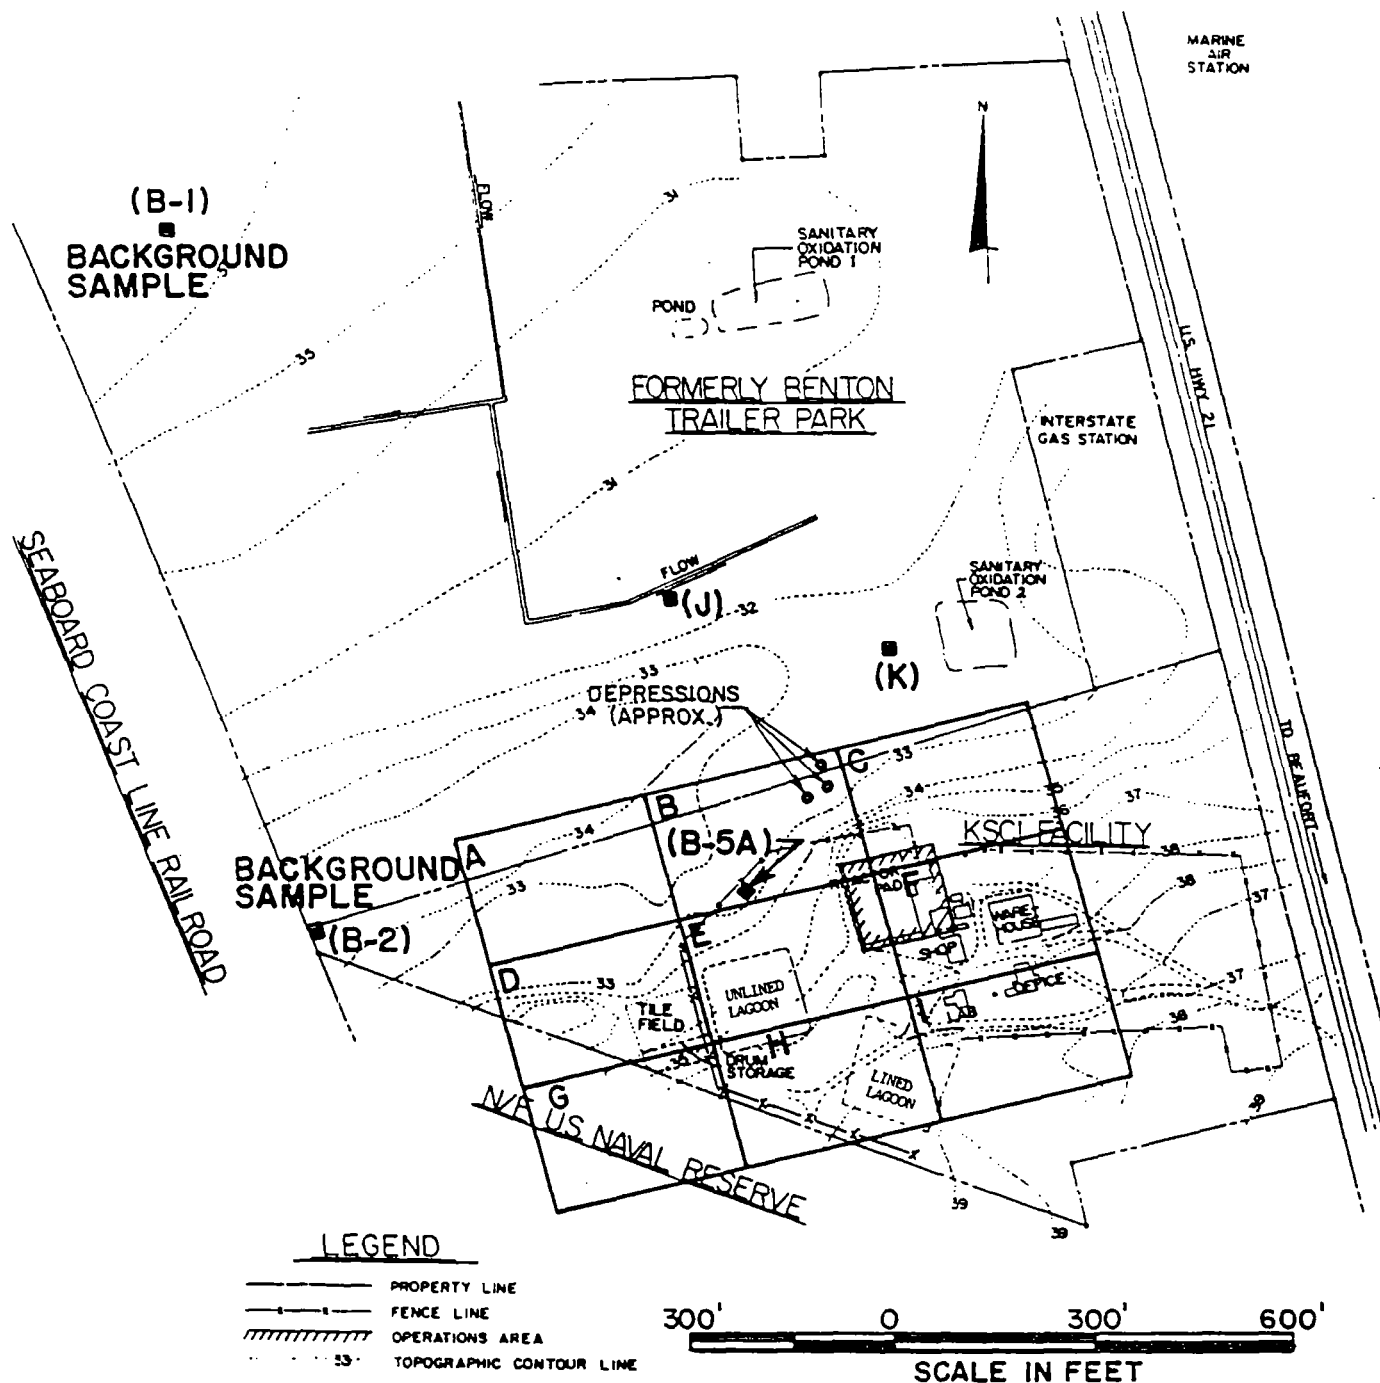 MARINE
AIR
STATION
N
(B-1)
BACKGROUND
SAMPLE
FLOW
31
SANITARY
OXIDATION
POND 1
POND
35
FORMERLY BENTON
TRAILER PARK
U.S. HWY 21
INTERSTATE
GAS STATION
31
FLOW
(J)
32
SANITARY
OXIDATION
POND 2
(K)
SEABOARD COAST LINE RAILROAD
33
DEPRESSIONS
(APPROX.)
34
TO BEAUFORT
C
33
B
34
37
36
KSCI FACILITY
34
(B-5A)
38
A
BACKGROUND
SAMPLE
33
38
37
F
WARE-
HOUSE
(B-2)
E
SHOP
D
33
UNLINED
LAGOON
37
OFFICE
TILE
FIELD
I
LAB
38
H
DRUM
STORAGE
LINED
LAGOON
G
N/F U.S. NAVAL RESERVE
39
39
LEGEND
PROPERTY LINE
FENCE LINE
OPERATIONS AREA
33
TOPOGRAPHIC CONTOUR LINE
300' 0 300' 600'
SCALE IN FEET